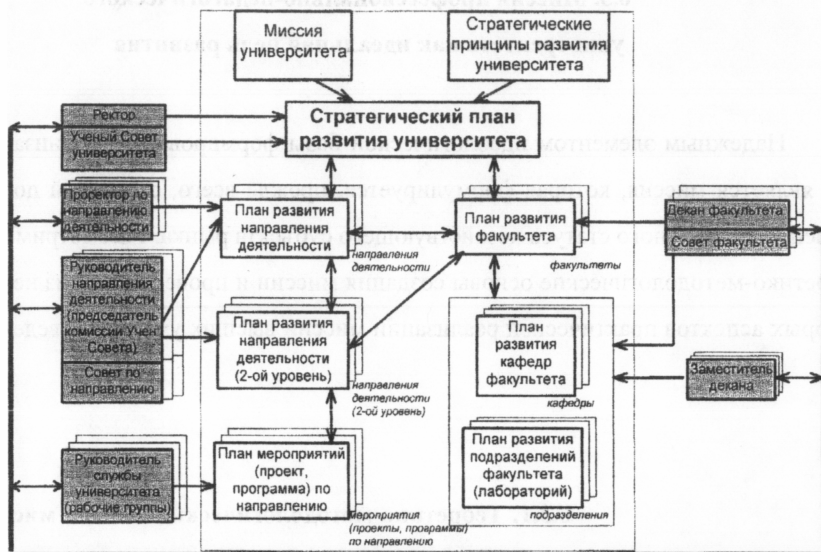 Миссия
университета
Стратегические
принципы развития
университета
Стратегический план
развития университета
Ректор
Ученый Совет
университета
Проректор по
направлению
деятельности
План развития
направления
деятельности
направления
деятельности
План развития
факультета
факультеты
Декан факультета
Совет факультета
Руководитель
направления
деятельности
(председатель
комиссии Учен.
Совета)
Совет по
направлению
План развития
направления
деятельности
(2-ой уровень)
направления
деятельности
(2-ой уровень)
План
развития
кафедр
факультета
кафедры
Заместитель
декана
Руководитель
службы
университета
(рабочие группы)
План мероприятий
(проект,
программа) по
направлению
Мероприятия
(проекты, программы)
по направлению
План развития
подразделений
факультета
(лабораторий)
подразделения